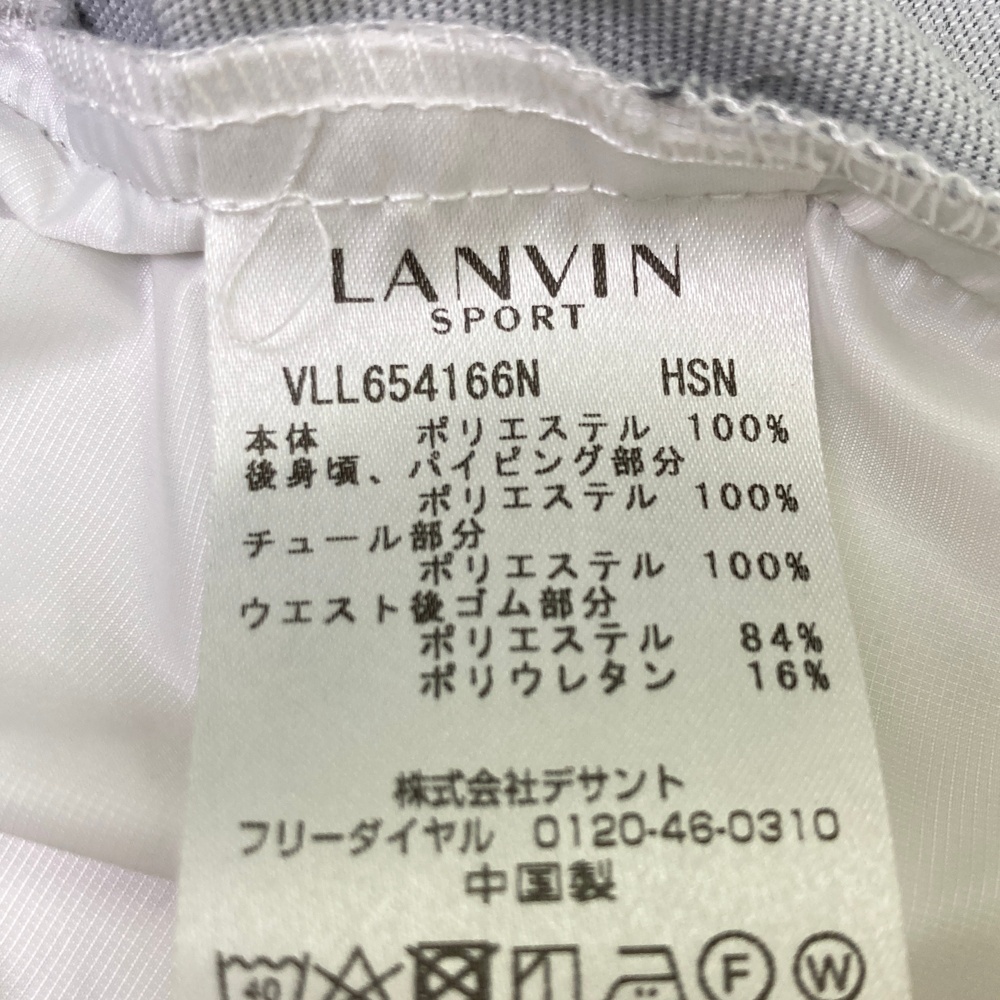 LANVIN
SPORT
VLL654166N HSN
本体 ポリエステル 100%
後身頃、パイピング部分
ポリエステル 100%
チュール部分
ポリエステル 100%
ウエスト後ゴム部分
ポリエステル 84%
ポリウレタン 16%
株式会社デサント
フリーダイヤル 0120-46-0310
中国製
40 F W